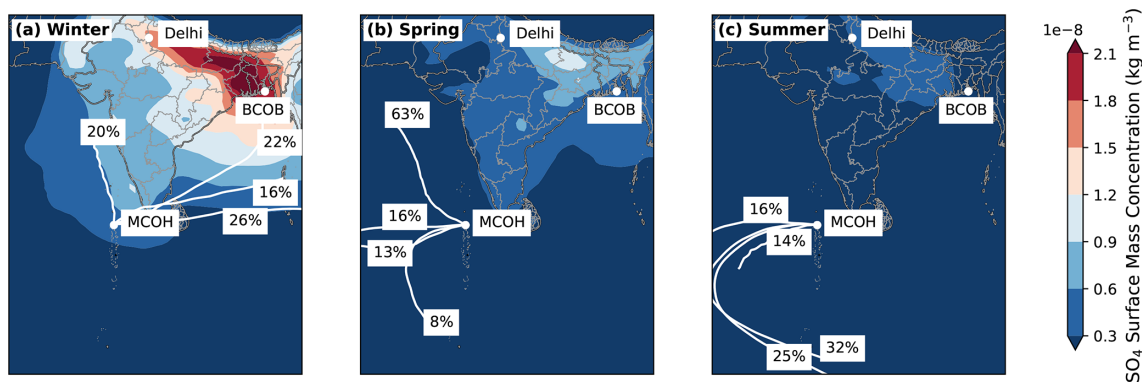 (a) Winter
Delhi
BCOB
20%
22%
16%
26%
MCOH
(b) Spring
Delhi
BCOB
63%
16%
MCOH
13%
8%
(c) Summer
Delhi
BCOB
16%
MCOH
14%
32%
25%
1e−8
2.1
1.8
1.5
1.2
0.9
0.6
0.3
SO₄ Surface Mass Concentration (kg m⁻³)